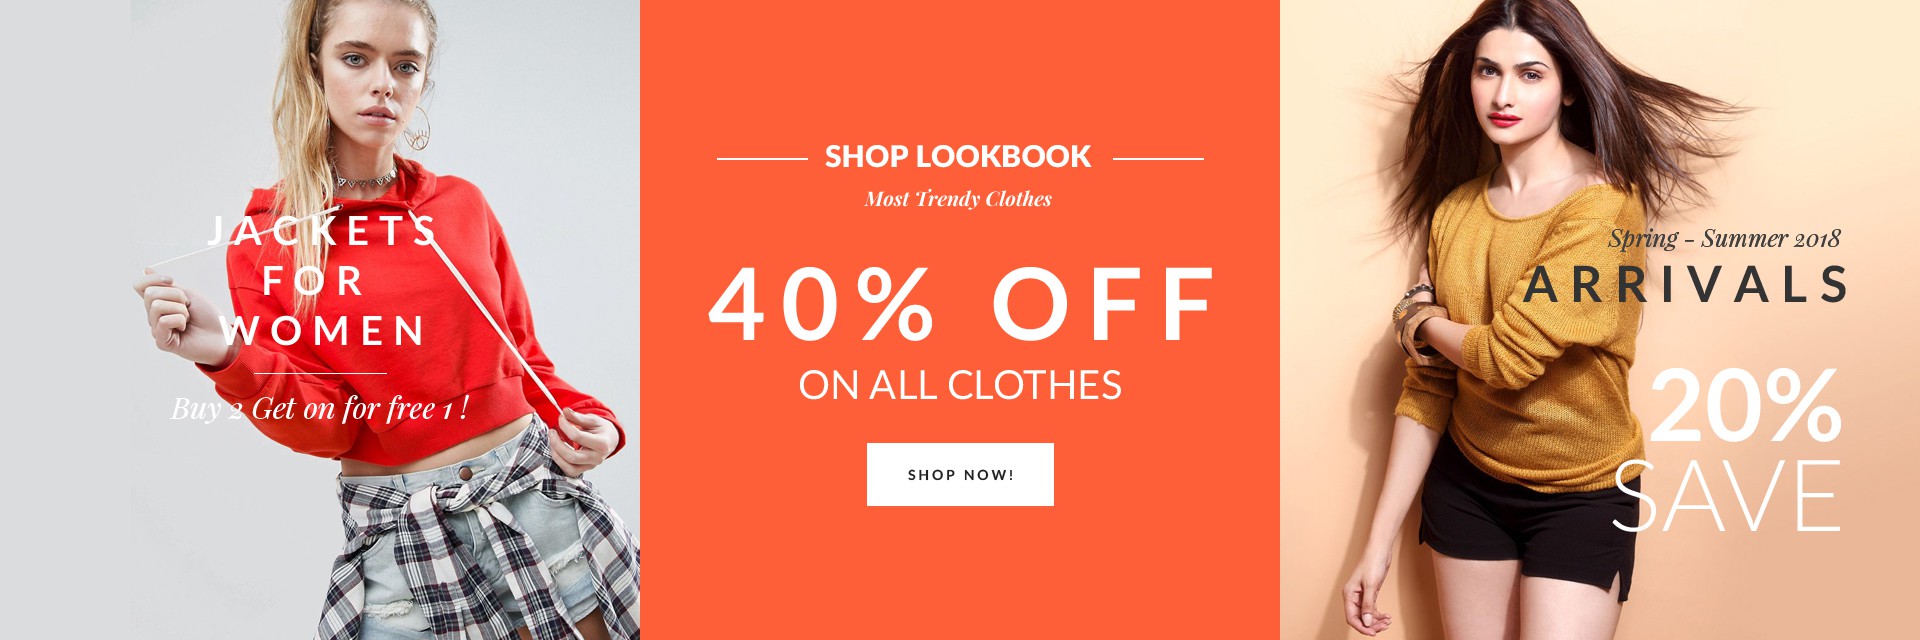 JACKETS
FOR
WOMEN
Buy 2 Get on for free 1 !
SHOP LOOKBOOK
Most Trendy Clothes
40% OFF
ON ALL CLOTHES
SHOP NOW!
Spring - Summer 2018
ARRIVALS
20%
SAVE